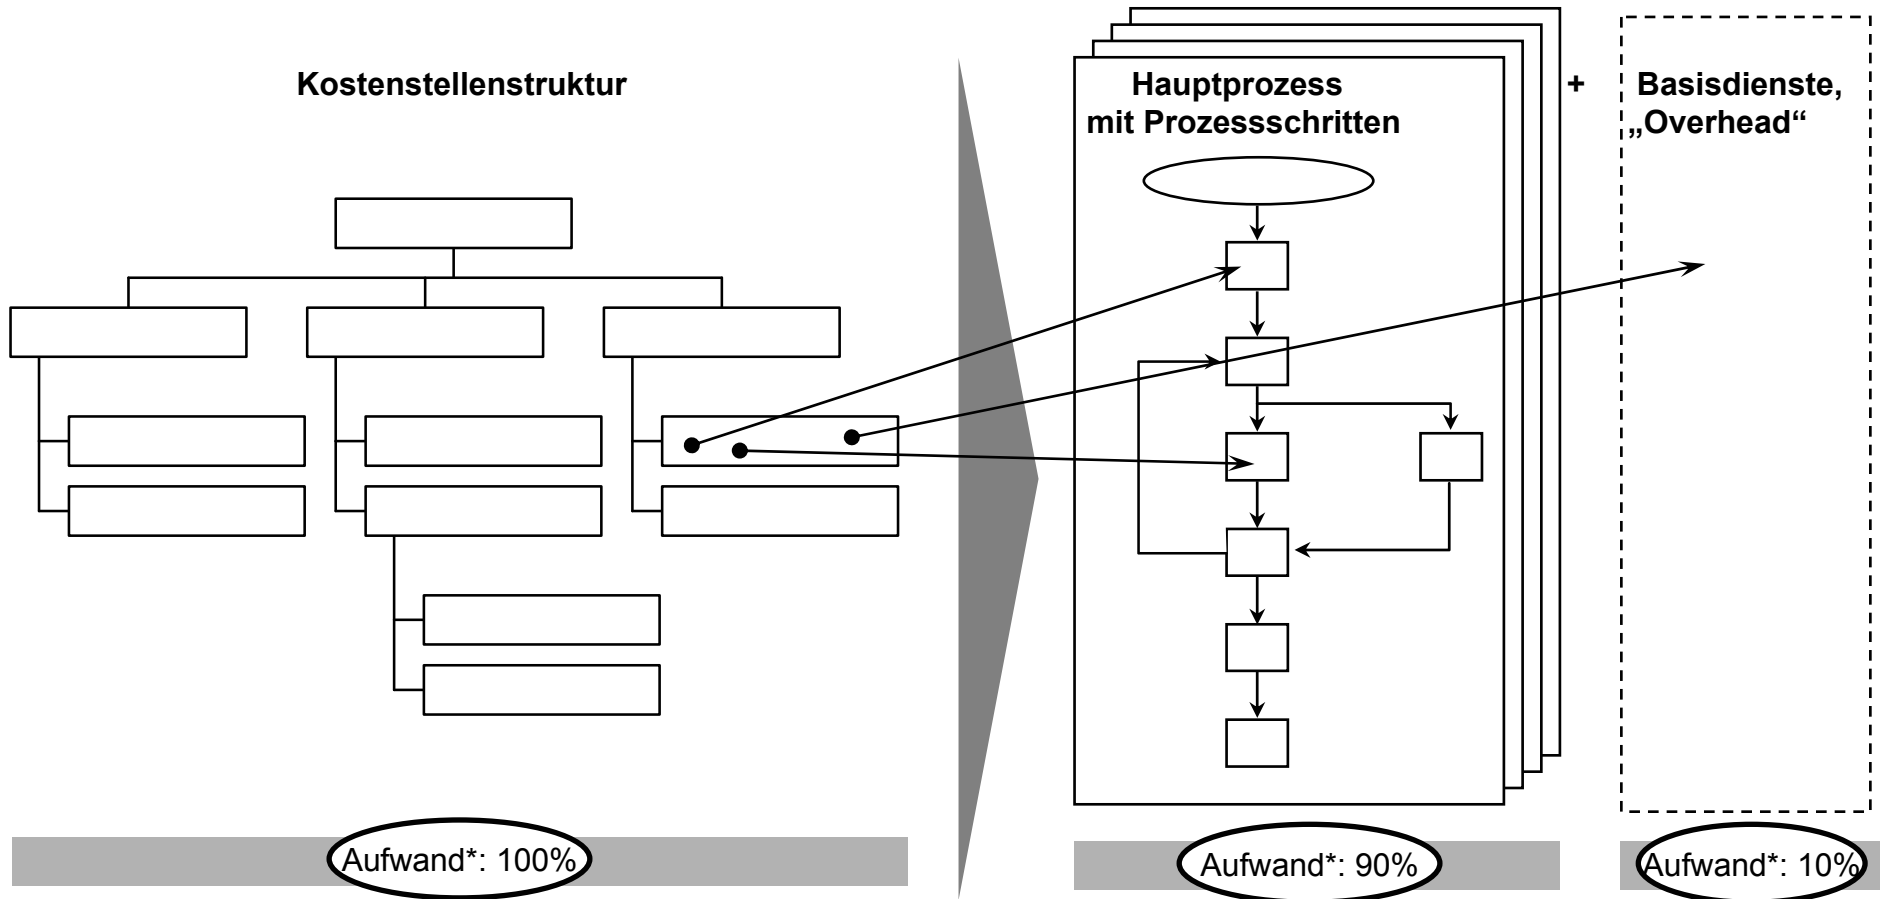 Kostenstellenstruktur
Hauptprozess
mit Prozessschritten
+
Basisdienste,
„Overhead“
Aufwand*: 100%
Aufwand*: 90%
Aufwand*: 10%